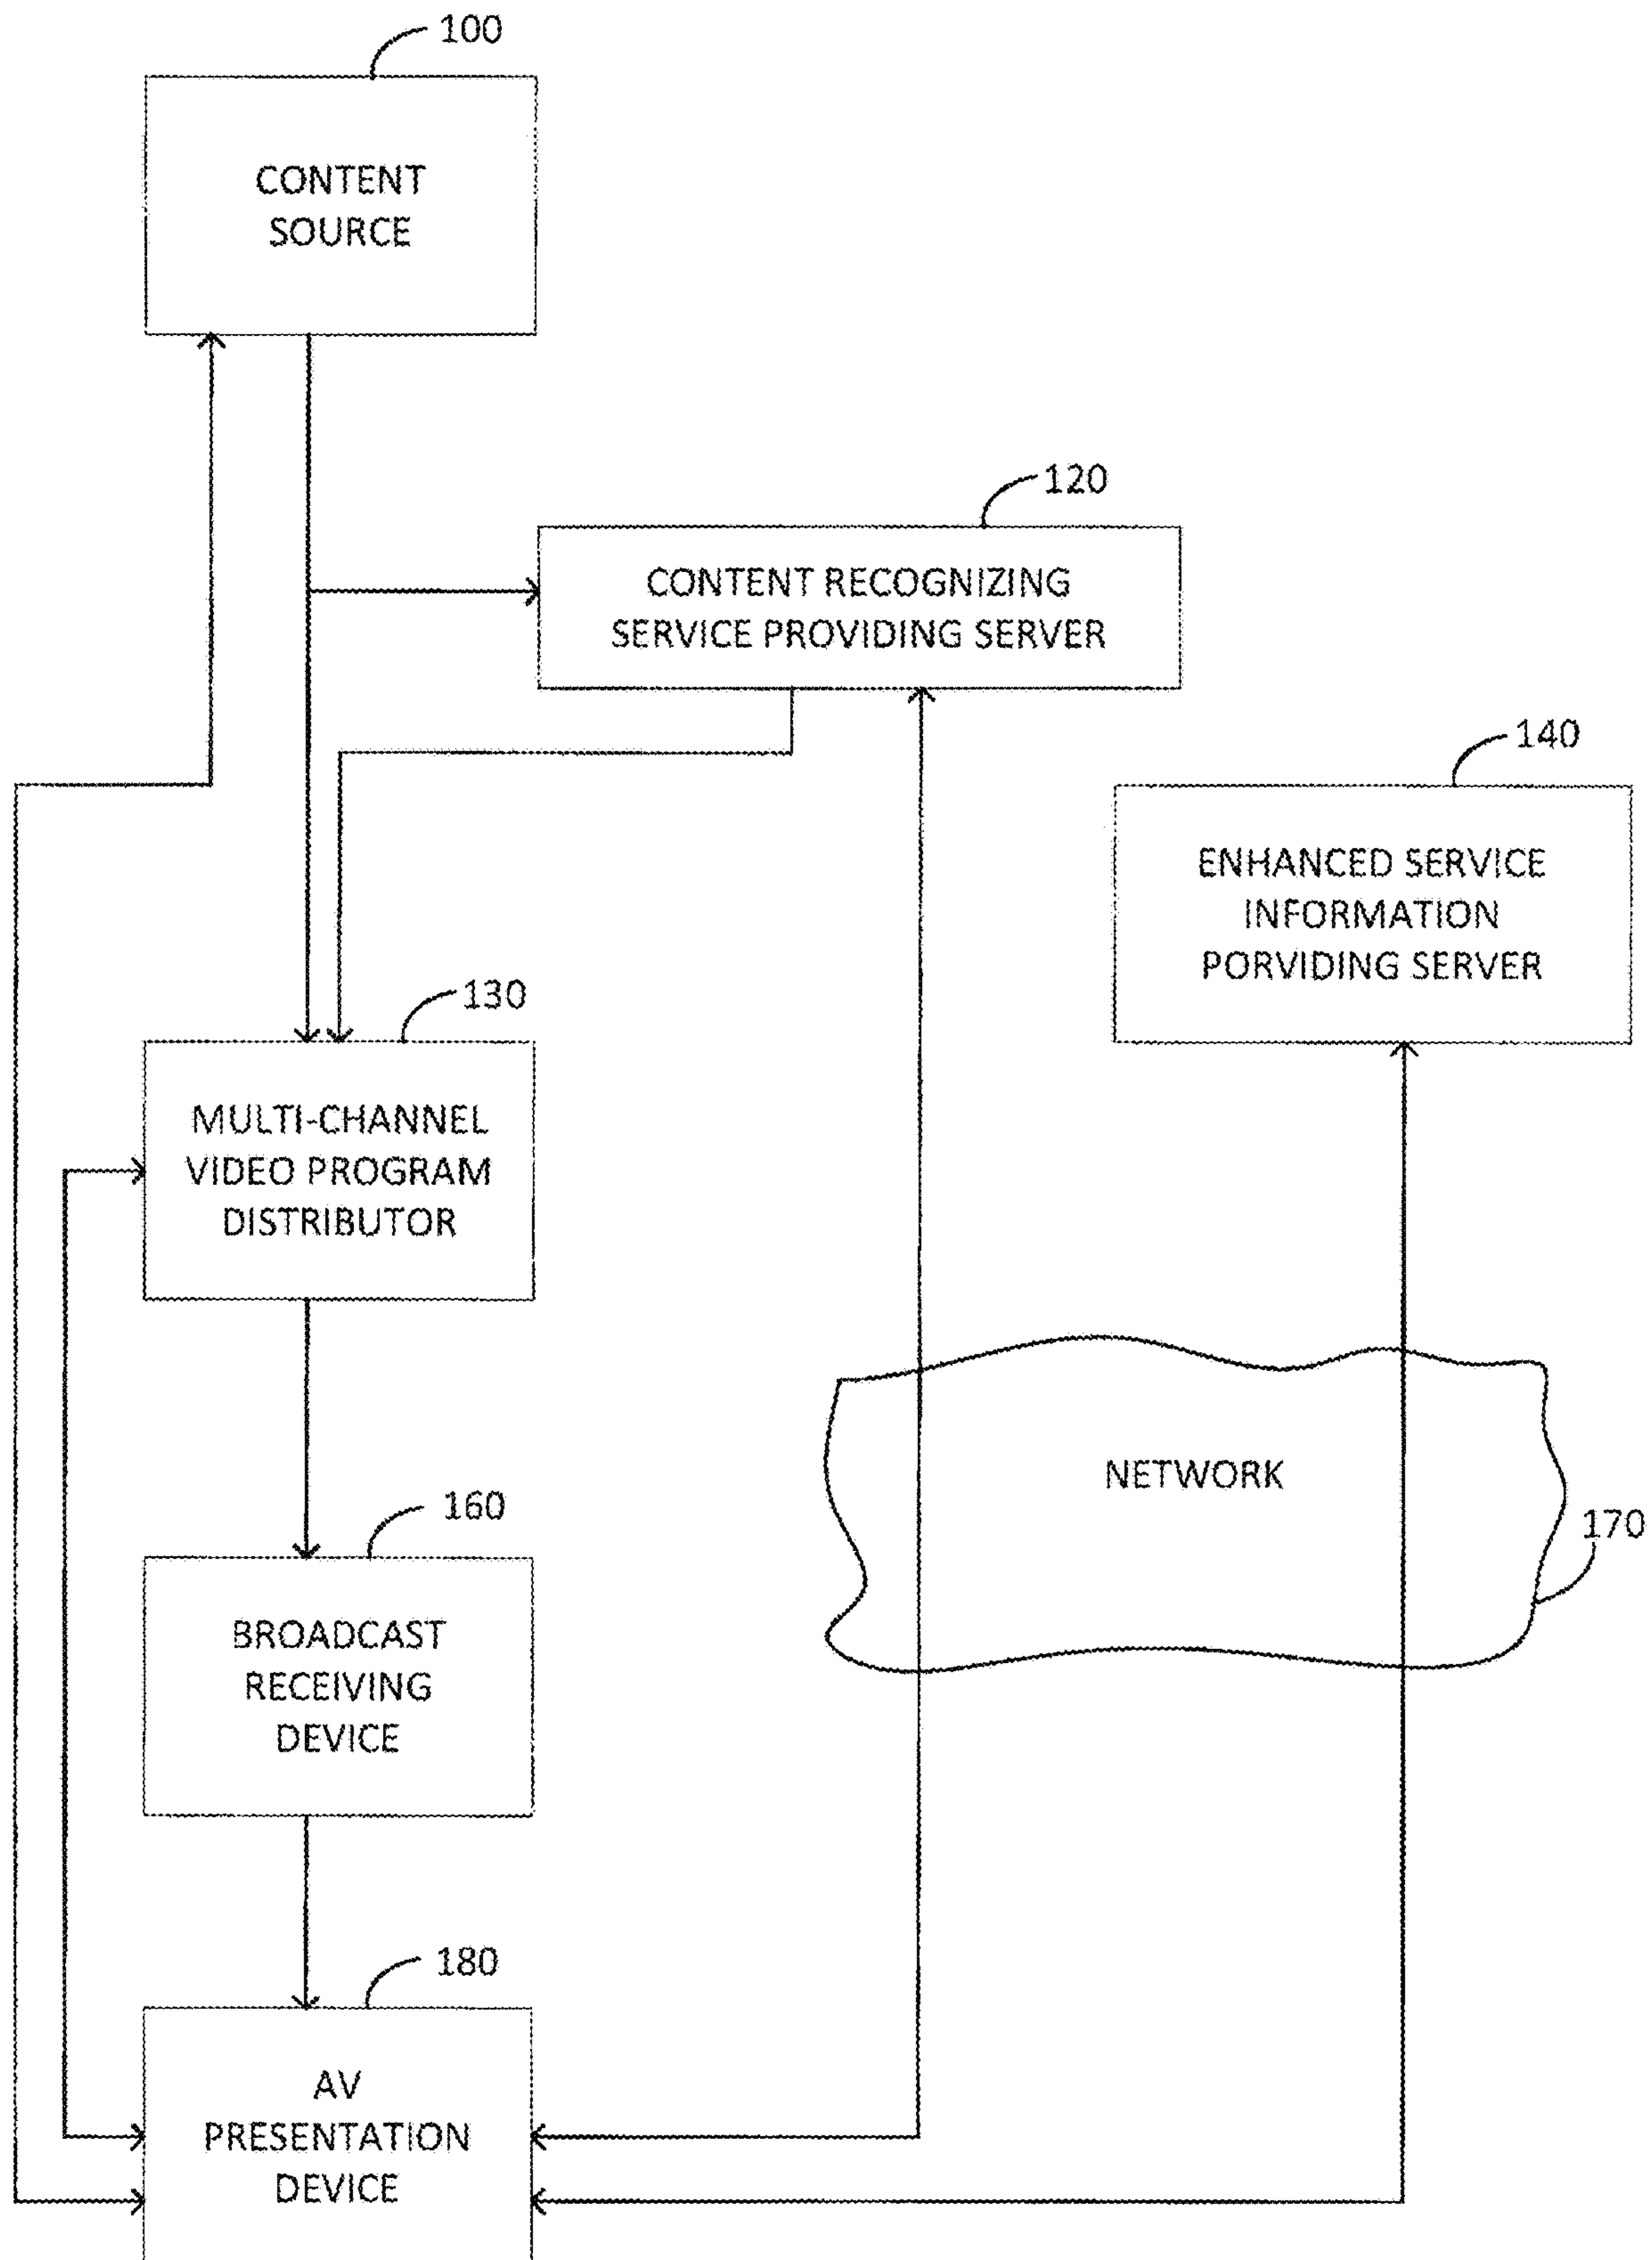 100
CONTENT
SOURCE
120
CONTENT RECOGNIZING
SERVICE PROVIDING SERVER
140
ENHANCED SERVICE
INFORMATION
PORVIDING SERVER
130
MULTI-CHANNEL
VIDEO PROGRAM
DISTRIBUTOR
NETWORK
170
160
BROADCAST
RECEIVING
DEVICE
180
AV
PRESENTATION
DEVICE